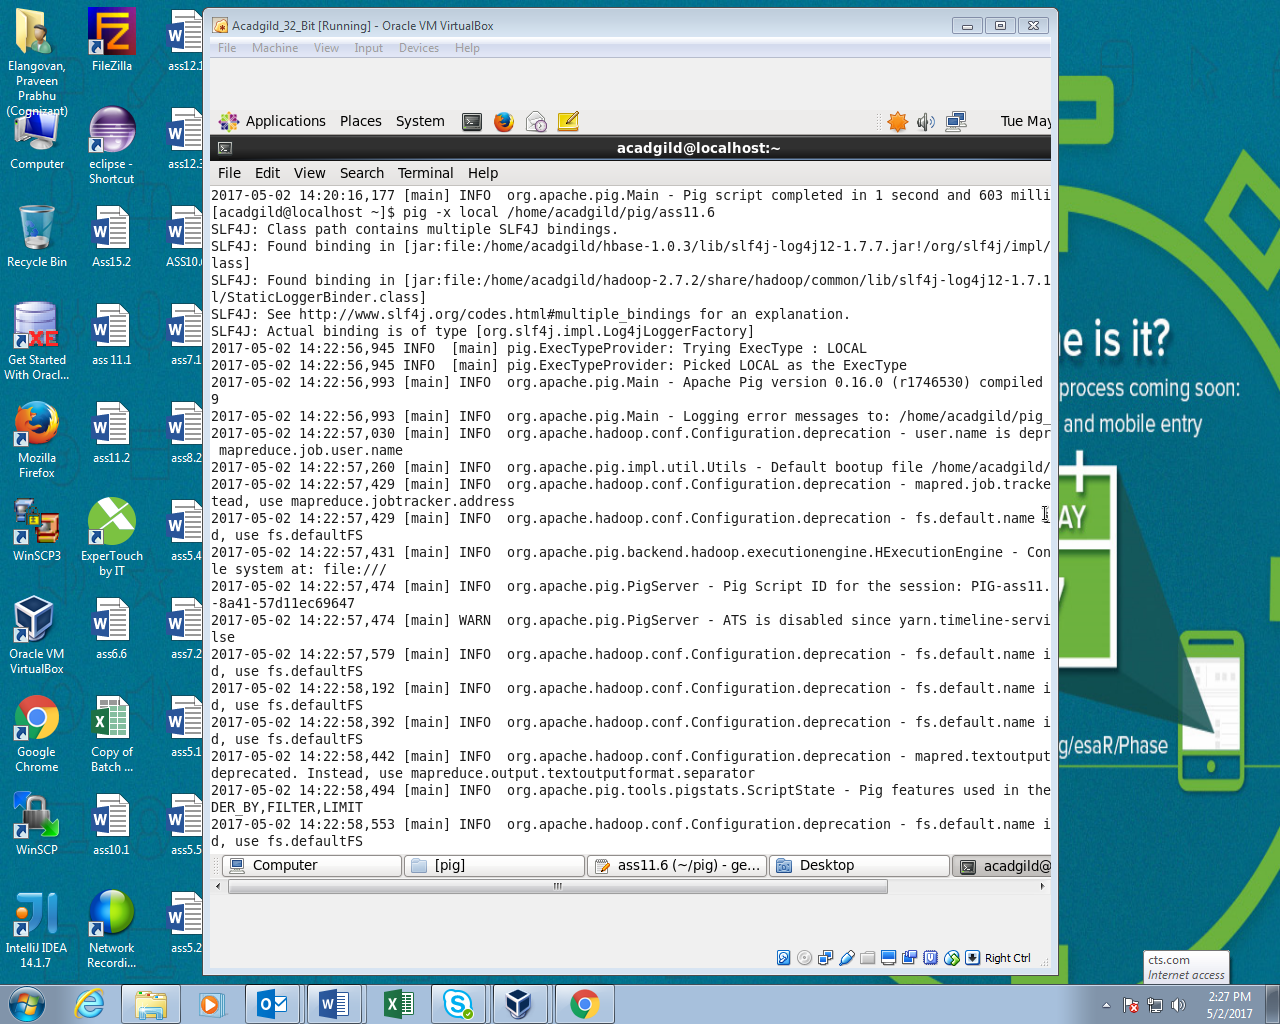 Acadgild_32_Bit [Running] - Oracle VM VirtualBox
File Machine View Input Devices Help
Applications Places System Tue May
acadgild@localhost:~
File Edit View Search Terminal Help
2017-05-02 14:20:16,177 [main] INFO  org.apache.pig.Main - Pig script completed in 1 second and 603 milli
[acadgild@localhost ~]$ pig -x local /home/acadgild/pig/ass11.6
SLF4J: Class path contains multiple SLF4J bindings.
SLF4J: Found binding in [jar:file:/home/acadgild/hbase-1.0.3/lib/slf4j-log4j12-1.7.7.jar!/org/slf4j/impl/
lass]
SLF4J: Found binding in [jar:file:/home/acadgild/hadoop-2.7.2/share/hadoop/common/lib/slf4j-log4j12-1.7.1
l/StaticLoggerBinder.class]
SLF4J: See http://www.slf4j.org/codes.html#multiple_bindings for an explanation.
SLF4J: Actual binding is of type [org.slf4j.impl.Log4jLoggerFactory]
2017-05-02 14:22:56,945 INFO  [main] pig.ExecTypeProvider: Trying ExecType : LOCAL
2017-05-02 14:22:56,945 INFO  [main] pig.ExecTypeProvider: Picked LOCAL as the ExecType
2017-05-02 14:22:56,993 [main] INFO  org.apache.pig.Main - Apache Pig version 0.16.0 (r1746530) compiled
9
2017-05-02 14:22:56,993 [main] INFO  org.apache.pig.Main - Logging error messages to: /home/acadgild/pig_
2017-05-02 14:22:57,030 [main] INFO  org.apache.hadoop.conf.Configuration.deprecation - user.name is depr
mapreduce.job.user.name
2017-05-02 14:22:57,260 [main] INFO  org.apache.pig.impl.util.Utils - Default bootup file /home/acadgild/
2017-05-02 14:22:57,429 [main] INFO  org.apache.hadoop.conf.Configuration.deprecation - mapred.job.tracke
tead, use mapreduce.jobtracker.address
2017-05-02 14:22:57,429 [main] INFO  org.apache.hadoop.conf.Configuration.deprecation - fs.default.name i
d, use fs.defaultFS
2017-05-02 14:22:57,431 [main] INFO  org.apache.pig.backend.hadoop.executionengine.HExecutionEngine - Con
le system at: file:///
2017-05-02 14:22:57,474 [main] INFO  org.apache.pig.PigServer - Pig Script ID for the session: PIG-ass11.
-8a41-57d11ec69647
2017-05-02 14:22:57,474 [main] WARN  org.apache.pig.PigServer - ATS is disabled since yarn.timeline-servi
lse
2017-05-02 14:22:57,579 [main] INFO  org.apache.hadoop.conf.Configuration.deprecation - fs.default.name i
d, use fs.defaultFS
2017-05-02 14:22:58,192 [main] INFO  org.apache.hadoop.conf.Configuration.deprecation - fs.default.name i
d, use fs.defaultFS
2017-05-02 14:22:58,392 [main] INFO  org.apache.hadoop.conf.Configuration.deprecation - fs.default.name i
d, use fs.defaultFS
2017-05-02 14:22:58,442 [main] INFO  org.apache.hadoop.conf.Configuration.deprecation - mapred.textoutput
deprecated. Instead, use mapreduce.output.textoutputformat.separator
2017-05-02 14:22:58,494 [main] INFO  org.apache.pig.tools.pigstats.ScriptState - Pig features used in the
DER_BY,FILTER,LIMIT
2017-05-02 14:22:58,553 [main] INFO  org.apache.hadoop.conf.Configuration.deprecation - fs.default.name i
d, use fs.defaultFS
Computer [pig] ass11.6 (~/pig) - ge... Desktop acadgild@
Right Ctrl
Elangovan,
Praveen
Prabhu
(Cognizant)
FileZilla
ass12.1
Computer
eclipse -
Shortcut
ass12.3
Recycle Bin
Ass15.2
ASS10.
Get Started
With Oracl...
ass 11.1
ass7.1
Mozilla
Firefox
ass11.2
ass8.2
WinSCP3
ExperTouch
by IT
ass5.4
Oracle VM
VirtualBox
ass6.6
ass7.2
Google
Chrome
Copy of
Batch ...
ass5.1
WinSCP
ass10.1
ass5.5
IntelliJ IDEA
14.1.7
Network
Recordi...
ass5.2
e is it?
process coming soon:
and mobile entry
AY
7
g/esaR/Phase
cts.com
Internet access
2:27 PM
5/2/2017